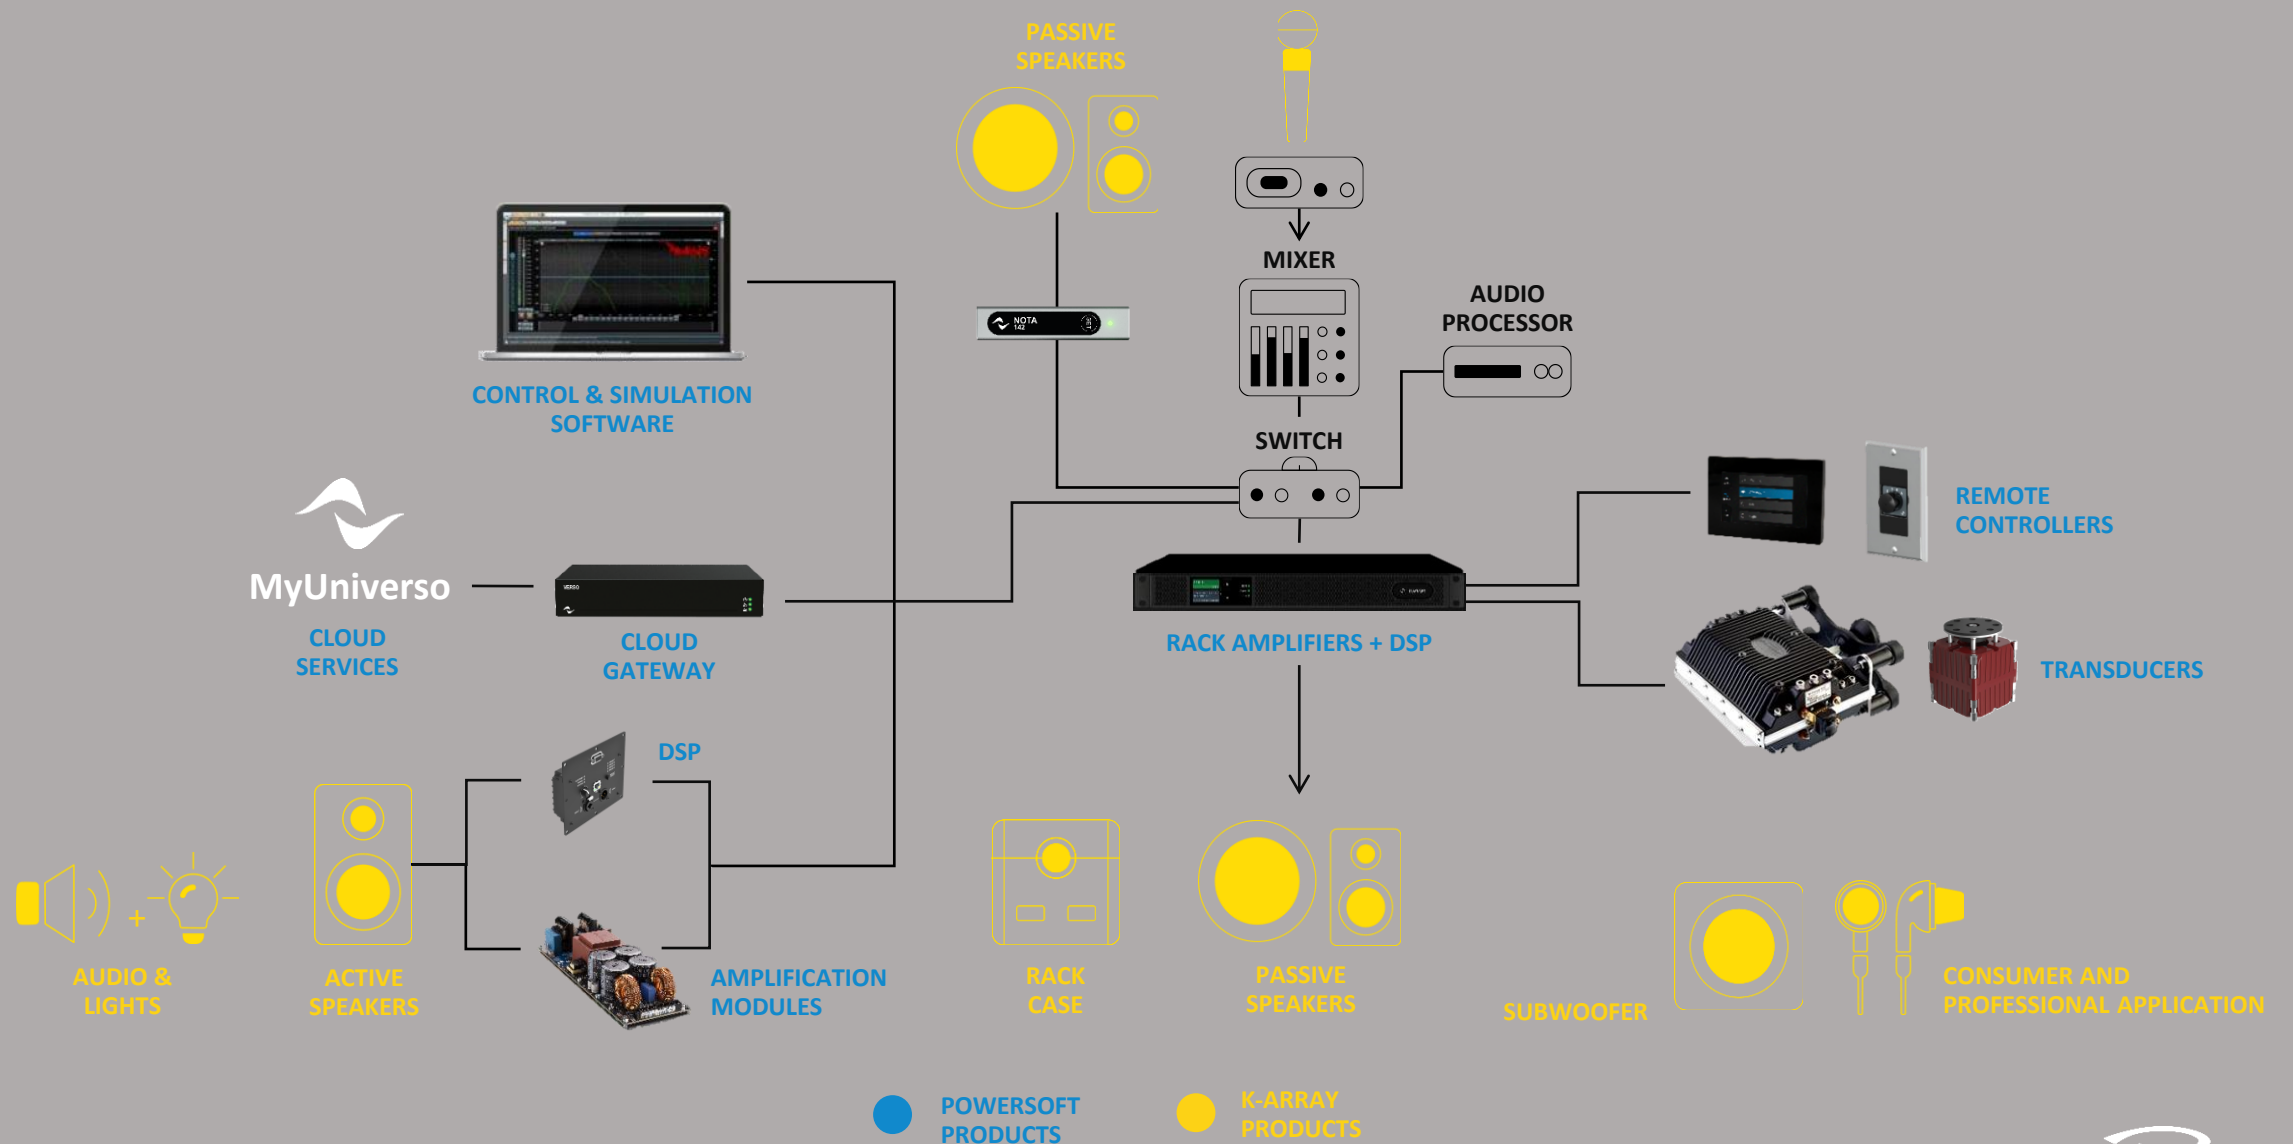 PASSIVE
SPEAKERS
MIXER
AUDIO
PROCESSOR
NOTA
142
CONTROL & SIMULATION
SOFTWARE
SWITCH
REMOTE
CONTROLLERS
MyUniverso
CLOUD
SERVICES
VERSO
CLOUD
GATEWAY
RACK AMPLIFIERS + DSP
TRANSDUCERS
DSP
+
AUDIO &
LIGHTS
ACTIVE
SPEAKERS
AMPLIFICATION
MODULES
RACK
CASE
PASSIVE
SPEAKERS
SUBWOOFER
CONSUMER AND
PROFESSIONAL APPLICATION
POWERSOFT
PRODUCTS
K-ARRAY
PRODUCTS